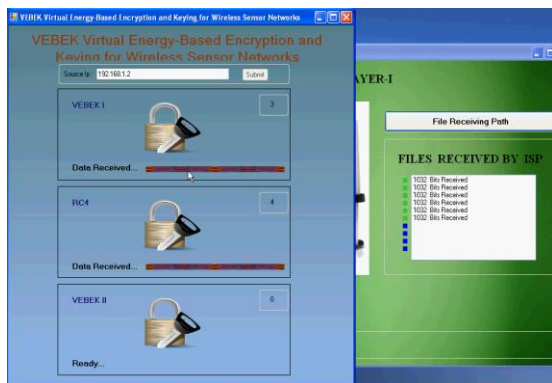 VEBEK Virtual Energy-Based Encryption and Keying for Wireless Sensor Networks
VEBEK Virtual Energy-Based Encryption and
Keying for Wireless Sensor Networks
Source Ip : 192.168.1.2 Submit
VEBEK I 3
Data Received...
RC4 4
Data Received...
VEBEK II 0
Ready...
AYER-I
File Receiving Path
FILES RECEIVED BY ISP
1032 Bits Received
1032 Bits Received
1032 Bits Received
1032 Bits Received
1032 Bits Received
1032 Bits Received